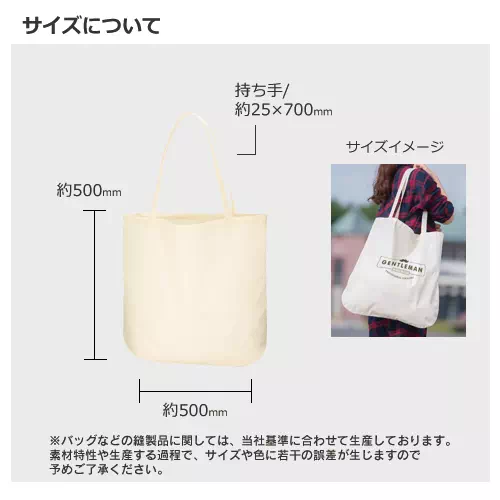 サイズについて
持ち手/
約25×700mm
サイズイメージ
約500mm
GENTLEMAN
約500mm
※バッグなどの縫製品に関しては、当社基準に合わせて生産しております。
素材特性や生産する過程で、サイズや色に若干の誤差が生じますので
予めご了承ください。